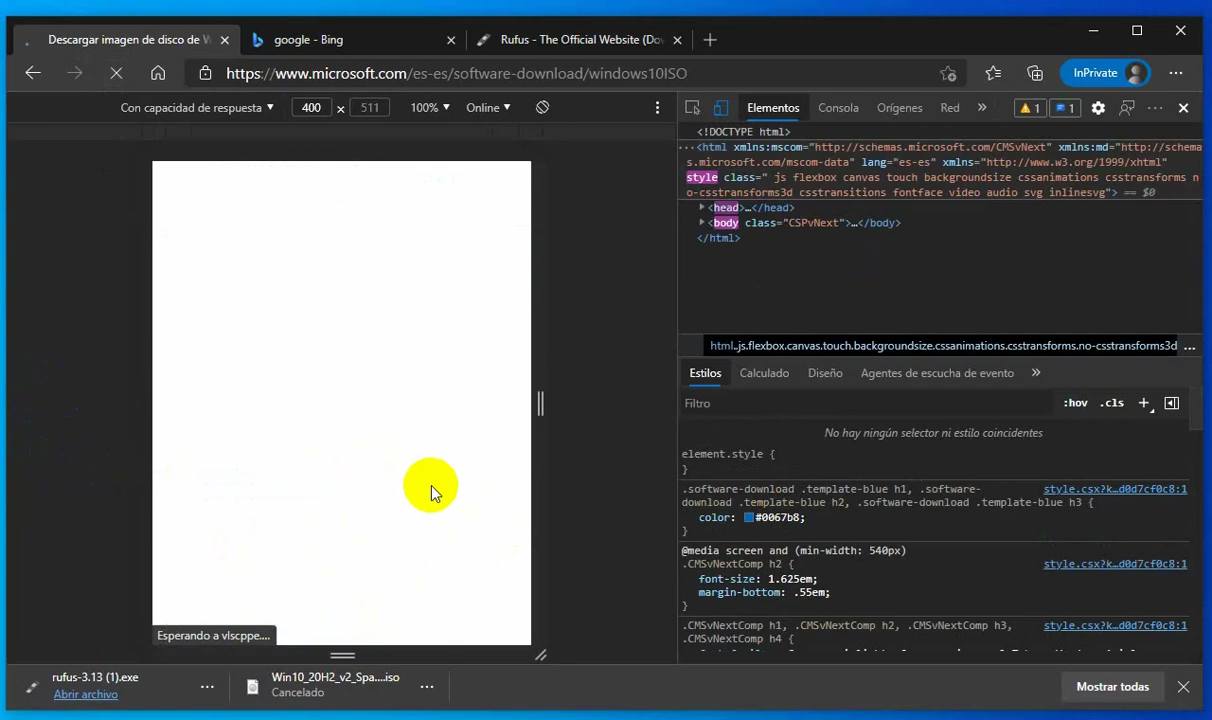 Descargar imagen de disco de W
google - Bing
Rufus - The Official Website (Dov
https://www.microsoft.com/es-es/software-download/windows10ISO
InPrivate
Con capacidad de respuesta
400 × 511
100%
Online
Elementos
Consola
Orígenes
Red
1
1
<!DOCTYPE html>
<html xmlns:mscom="http://schemas.microsoft.com/CMSvNext" xmlns:md="http://schema
s.microsoft.com/mscom-data" lang="es-es" xmlns="http://www.w3.org/1999/xhtml"
style class=" js flexbox canvas touch backgroundsize cssanimations csstransforms n
o-csstransforms3d csstransitions fontface video audio svg inlinesvg"> == $0
<head>…</head>
<body class="CSPvNext">…</body>
</html>
html.js.flexbox.canvas.touch.backgroundsize.cssanimations.csstransforms.no-csstransforms3d
...
Estilos
Calculado
Diseño
Agentes de escucha de evento
Filtro
:hov .cls
No hay ningún selector ni estilo coincidentes
element.style {
}
.software-download .template-blue h1, .software- style.csx?k…d0d7cf0c8:1
download .template-blue h2, .software-download .template-blue h3 {
color: #0067b8;
}
@media screen and (min-width: 540px)
.CMSvNextComp h2 { style.csx?k…d0d7cf0c8:1
font-size: 1.625em;
margin-bottom: .55em;
}
.CMSvNextComp h1, .CMSvNextComp h2, .CMSvNextComp h3, style.csx?k…d0d7cf0c8:1
.CMSvNextComp h4 {
Esperando a vlscppe....
rufus-3.13 (1).exe
Abrir archivo
Win10_20H2_v2_Spa....iso
Cancelado
Mostrar todas